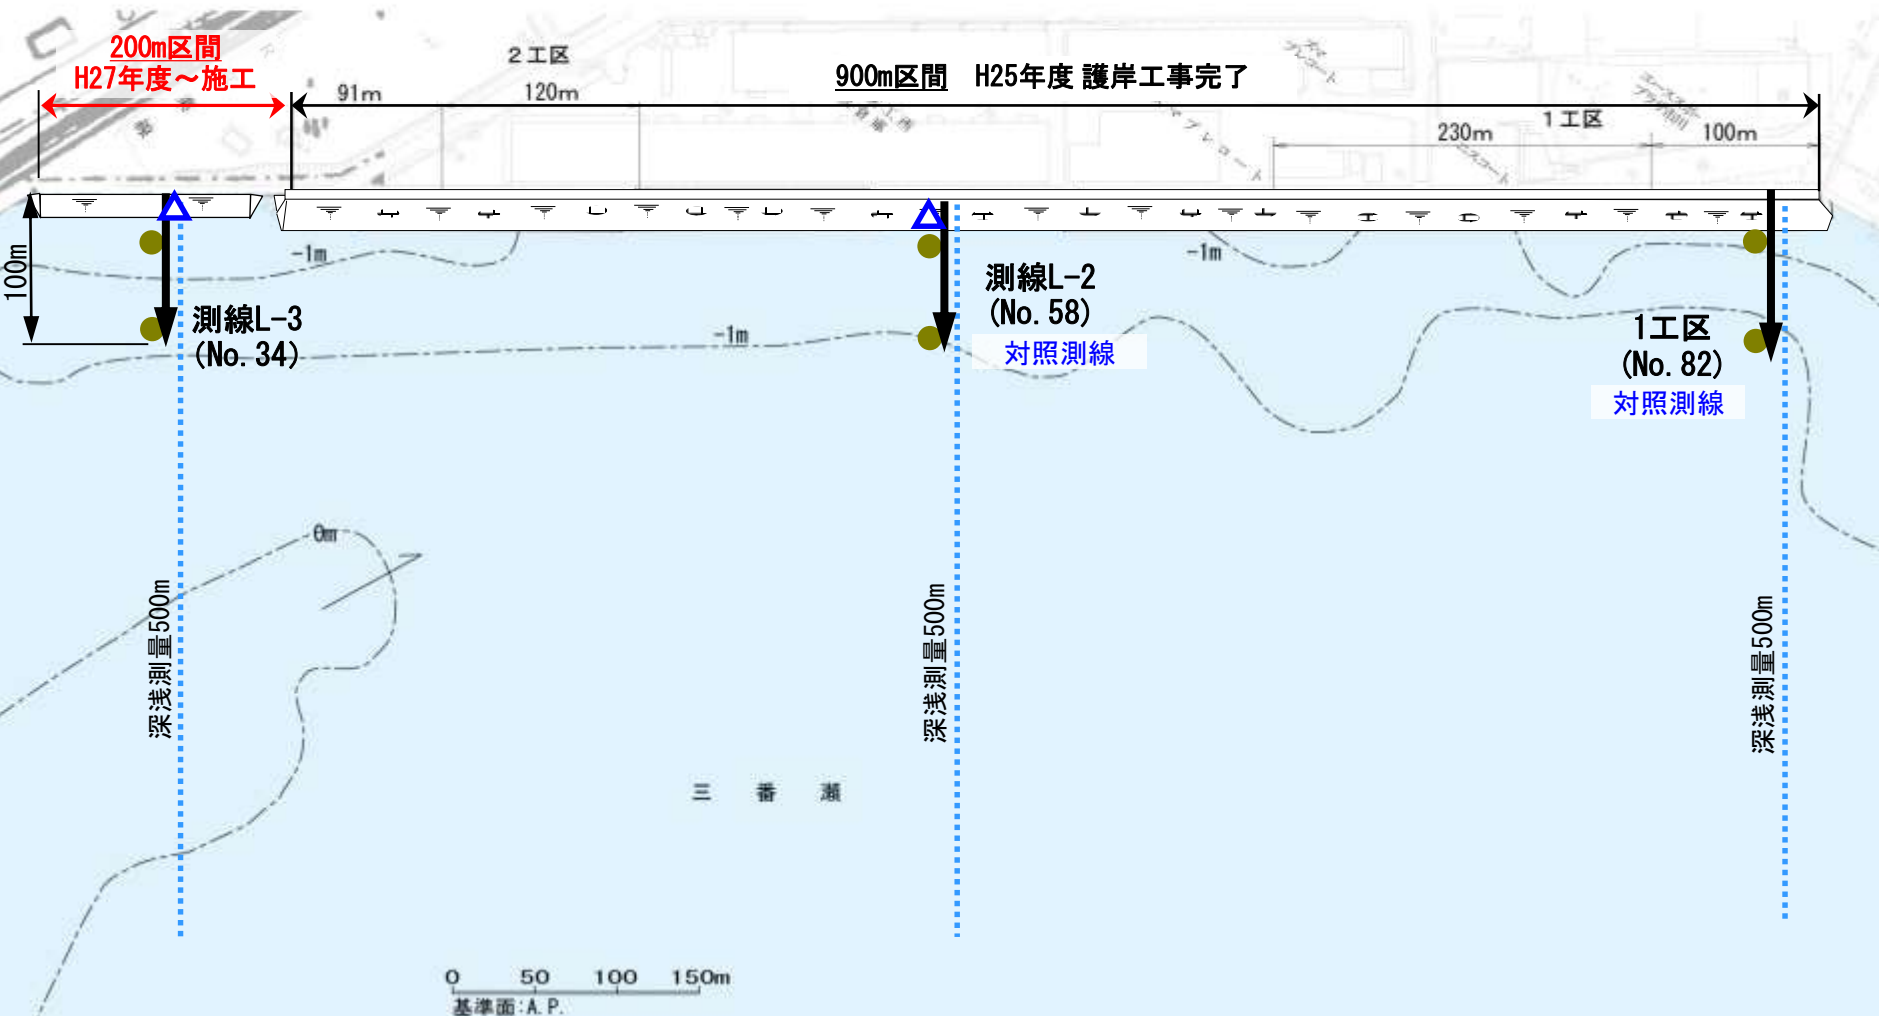 200m区間
H27年度～施工
2工区
900m区間 H25年度 護岸工事完了
91m
120m
230m
1工区
100m
100m
-1m
-1m
-1m
測線L-3
(No.34)
測線L-2
(No.58)
対照測線
1工区
(No.82)
対照測線
0m
深浅測量500m
深浅測量500m
深浅測量500m
三番瀬
0 50 100 150m
基準面:A.P.